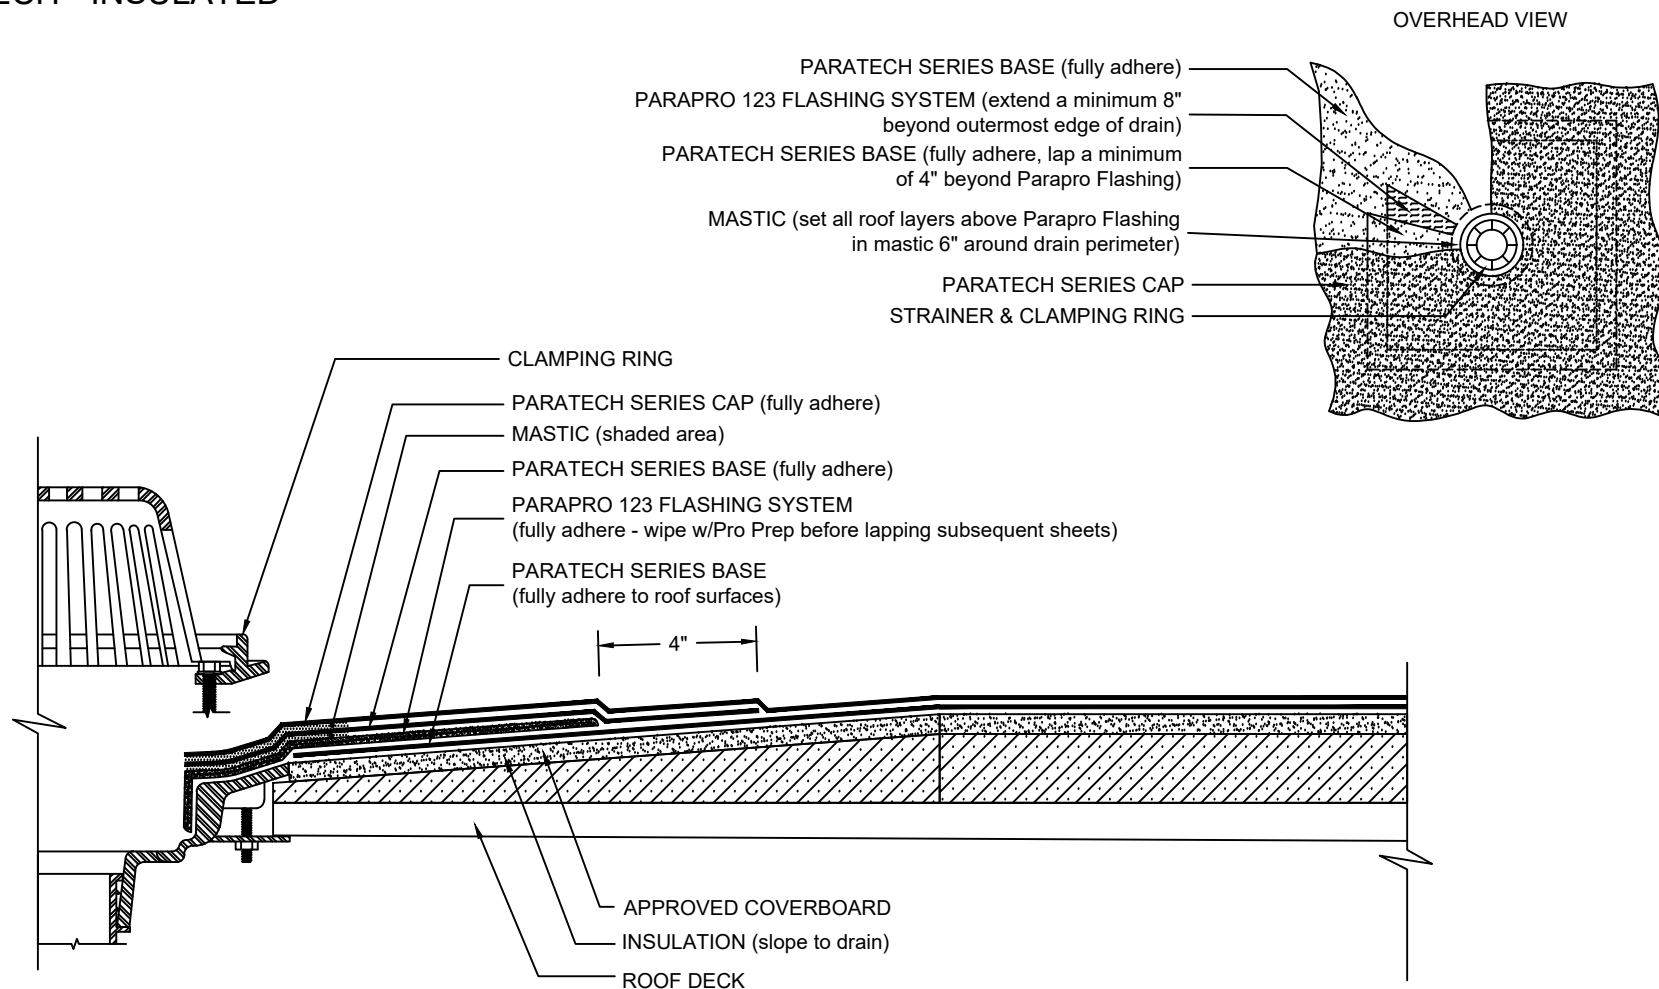 OVERHEAD VIEW
PARATECH SERIES BASE (fully adhere)
PARAPRO 123 FLASHING SYSTEM (extend a minimum 8"
beyond outermost edge of drain)
PARATECH SERIES BASE (fully adhere, lap a minimum
of 4" beyond Parapro Flashing)
MASTIC (set all roof layers above Parapro Flashing
in mastic 6" around drain perimeter)
PARATECH SERIES CAP
STRAINER & CLAMPING RING
CLAMPING RING
PARATECH SERIES CAP (fully adhere)
MASTIC (shaded area)
PARATECH SERIES BASE (fully adhere)
PARAPRO 123 FLASHING SYSTEM
(fully adhere - wipe w/Pro Prep before lapping subsequent sheets)
PARATECH SERIES BASE
(fully adhere to roof surfaces)
4"
APPROVED COVERBOARD
INSULATION (slope to drain)
ROOF DECK